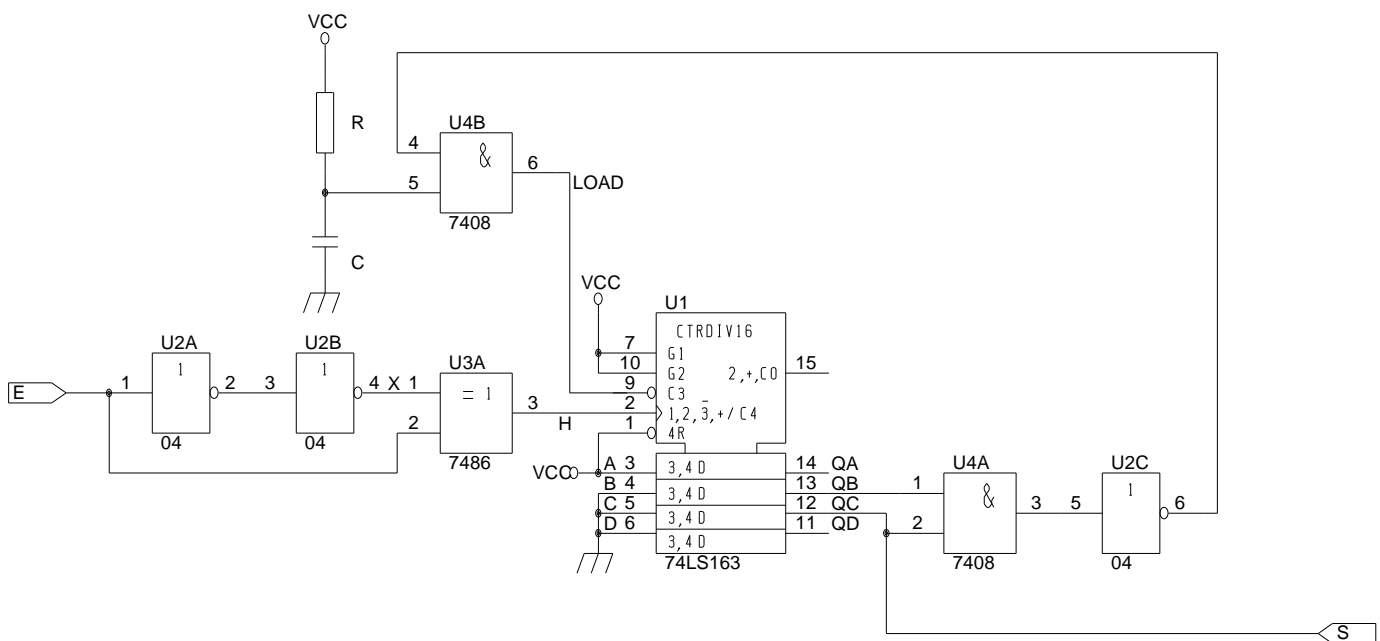 VCC
R
C
U4B
4
5
&
6
7408
LOAD
VCC
U1
CTRDIV16
7
G1
10
G2
2,+,CO
15
9
C3
2
1,2,3̅,+/C4
1
4R
E
U2A
1
1
2
04
U2B
3
1
4
X
04
U3A
1
2
= 1
3
7486
H
VCC
A 3
3,4D
14 QA
B 4
3,4D
13 QB
C 5
3,4D
12 QC
D 6
3,4D
11 QD
74LS163
U4A
1
2
&
3
7408
U2C
5
1
6
04
S